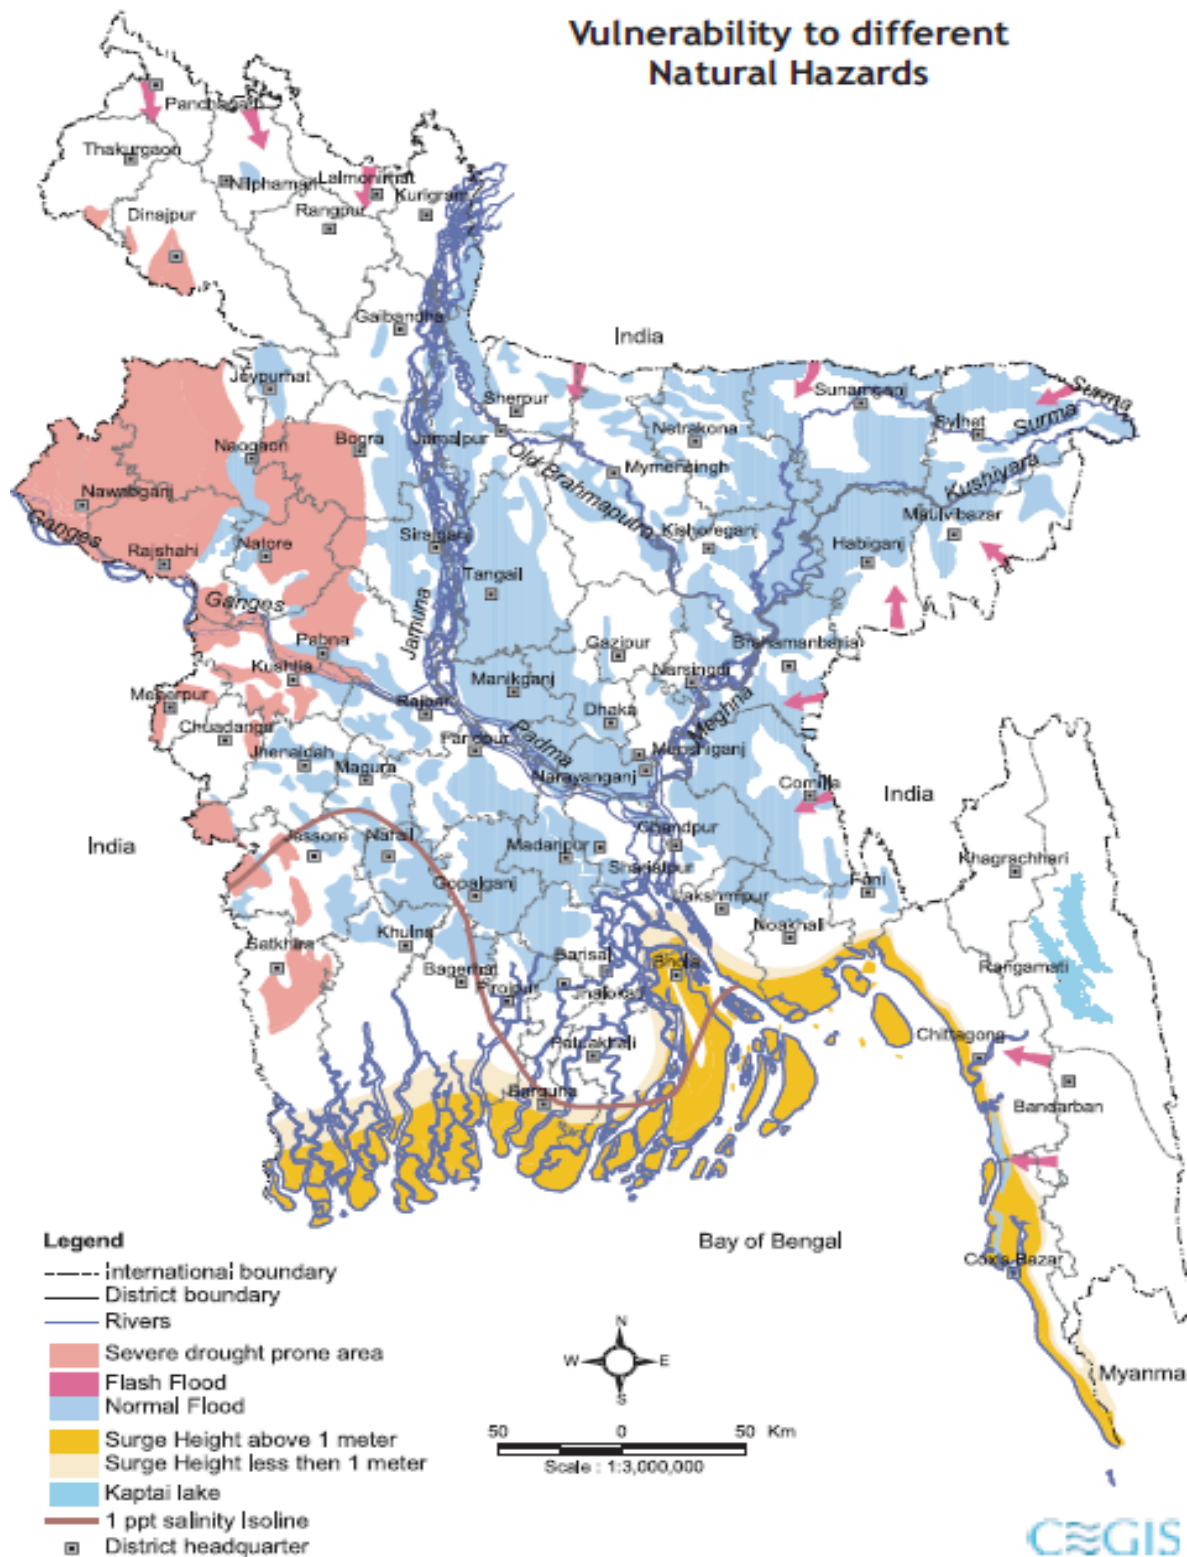 Vulnerability to different
Natural Hazards
Panchagarh
Thakurgaon
Nilphamari
Lalmonirhat
Kurigram
Dinajpur
Rangpur
Gaibandha
India
Joypurhat
Sherpur
Sunamganj
Surma
Sylhet
Surma
Naogaon
Bogra
Jamalpur
Netrakona
Old Brahmaputra
Mymensingh
Kushiyara
Nawabganj
Maulvibazar
Ganges
Rajshahi
Natore
Sirajganj
Kishoreganj
Habiganj
Tangail
Ganges
Jamuna
Pabna
Gazipur
Brahamanbaria
Kushtia
Manikganj
Narsingdi
Meherpur
Rajbari
Dhaka
Meghna
Chuadanga
Faridpur
Padma
Munshiganj
Jhenaidah
Magura
Narayanganj
Comilla
India
India
Jessore
Narail
Madaripur
Chandpur
Khagrachhari
Shariatpur
Gopalganj
Lakshmipur
Feni
Noakhali
Khulna
Satkhira
Bagerhat
Barisal
Bhola
Rangamati
Pirojpur
Jhalokati
Chittagong
Patuakhali
Barguna
Bandarban
Bay of Bengal
Cox's Bazar
Myanma
Legend
International boundary
District boundary
Rivers
Severe drought prone area
Flash Flood
Normal Flood
Surge Height above 1 meter
Surge Height less then 1 meter
Kaptai lake
1 ppt salinity Isoline
District headquarter
N
W E
S
50 0 50 Km
Scale : 1:3,000,000
CEGIS